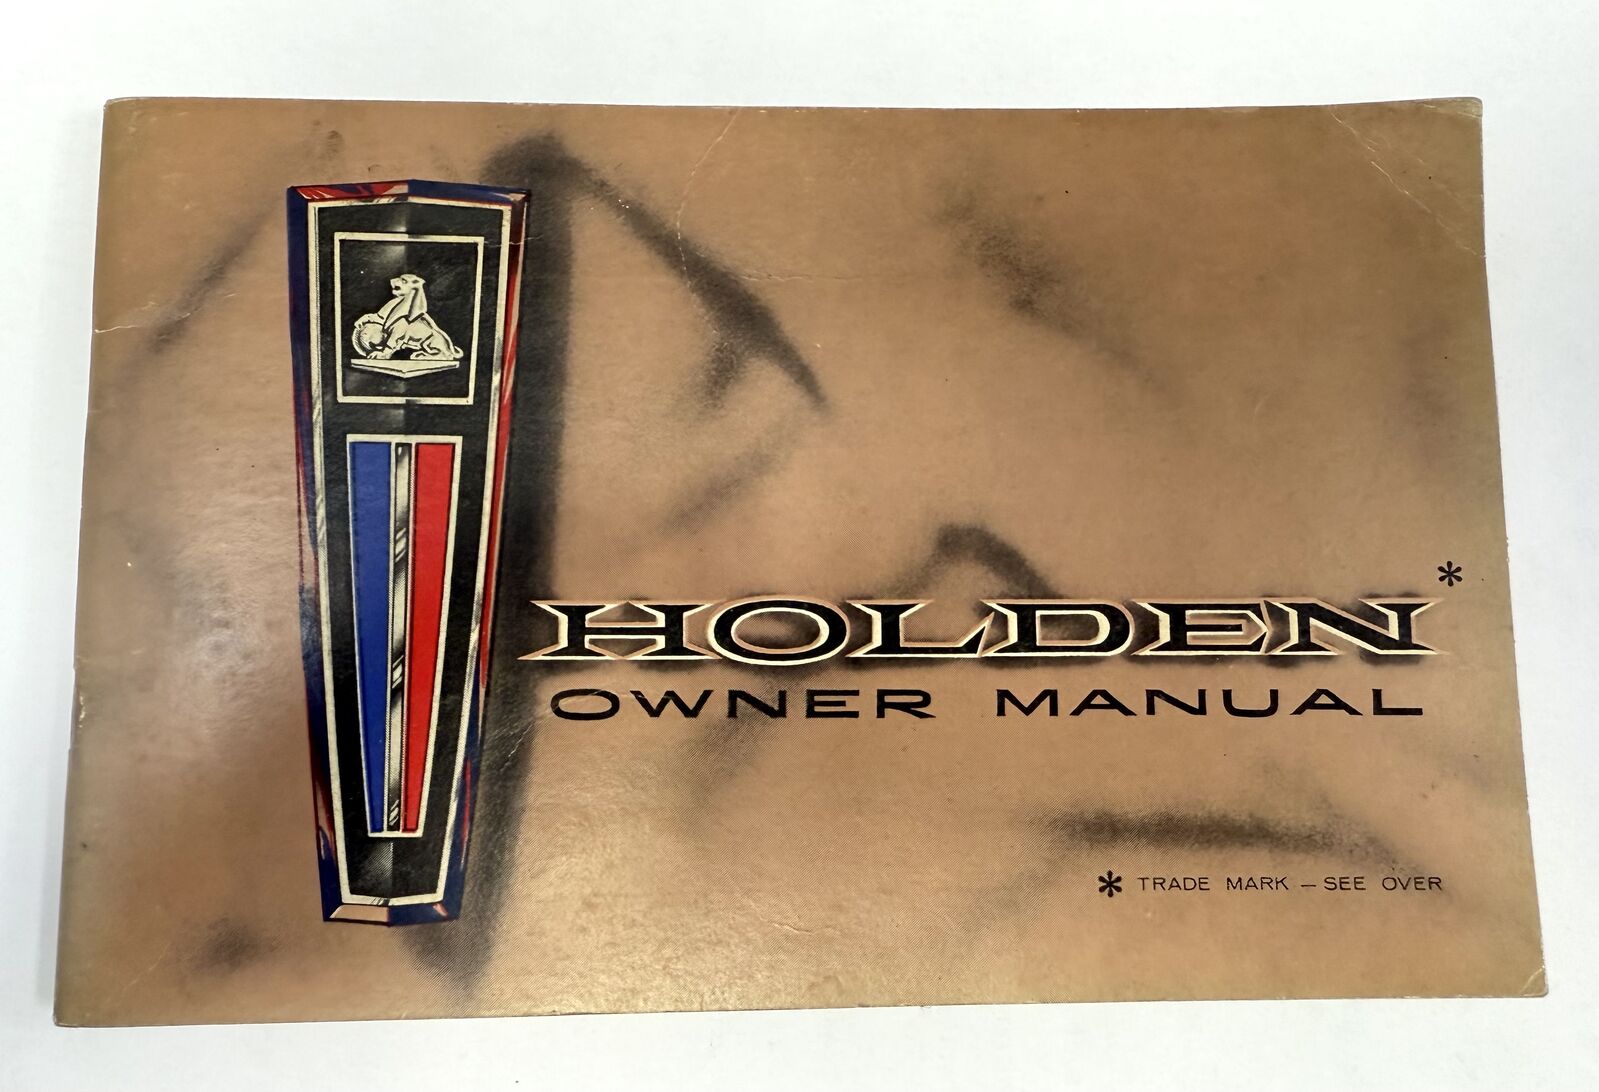 HOLDEN*
OWNER MANUAL
* TRADE MARK – SEE OVER